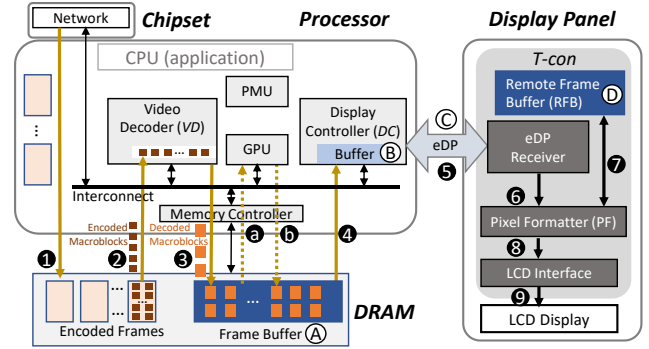 Network
Chipset
Processor
Display Panel
CPU (application)
T-con
PMU
Remote Frame
Buffer (RFB)
D
Video
Decoder (VD)
Display
Controller (DC)
C
eDP
5
GPU
Buffer
B
eDP
Receiver
7
Interconnect
6
Memory Controller
Pixel Formatter (PF)
Encoded
Macroblocks
Decoded
Macroblocks
a
b
4
1
2
3
8
LCD Interface
9
DRAM
Encoded Frames
Frame Buffer
A
LCD Display